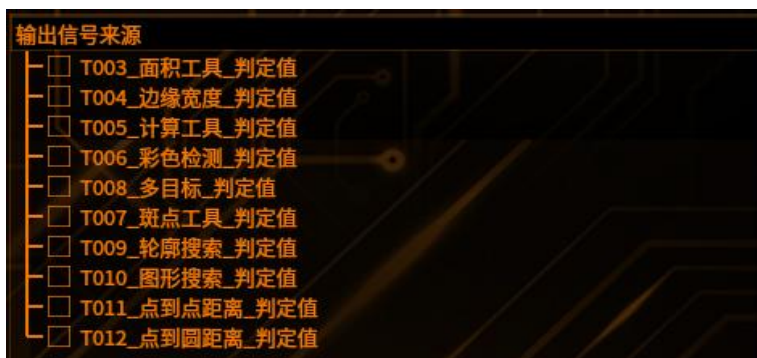 输出信号来源
T003_面积工具_判定值
T004_边缘宽度_判定值
T005_计算工具_判定值
T006_彩色检测_判定值
T008_多目标_判定值
T007_斑点工具_判定值
T009_轮廓搜索_判定值
T010_图形搜索_判定值
T011_点到点距离_判定值
T012_点到圆距离_判定值